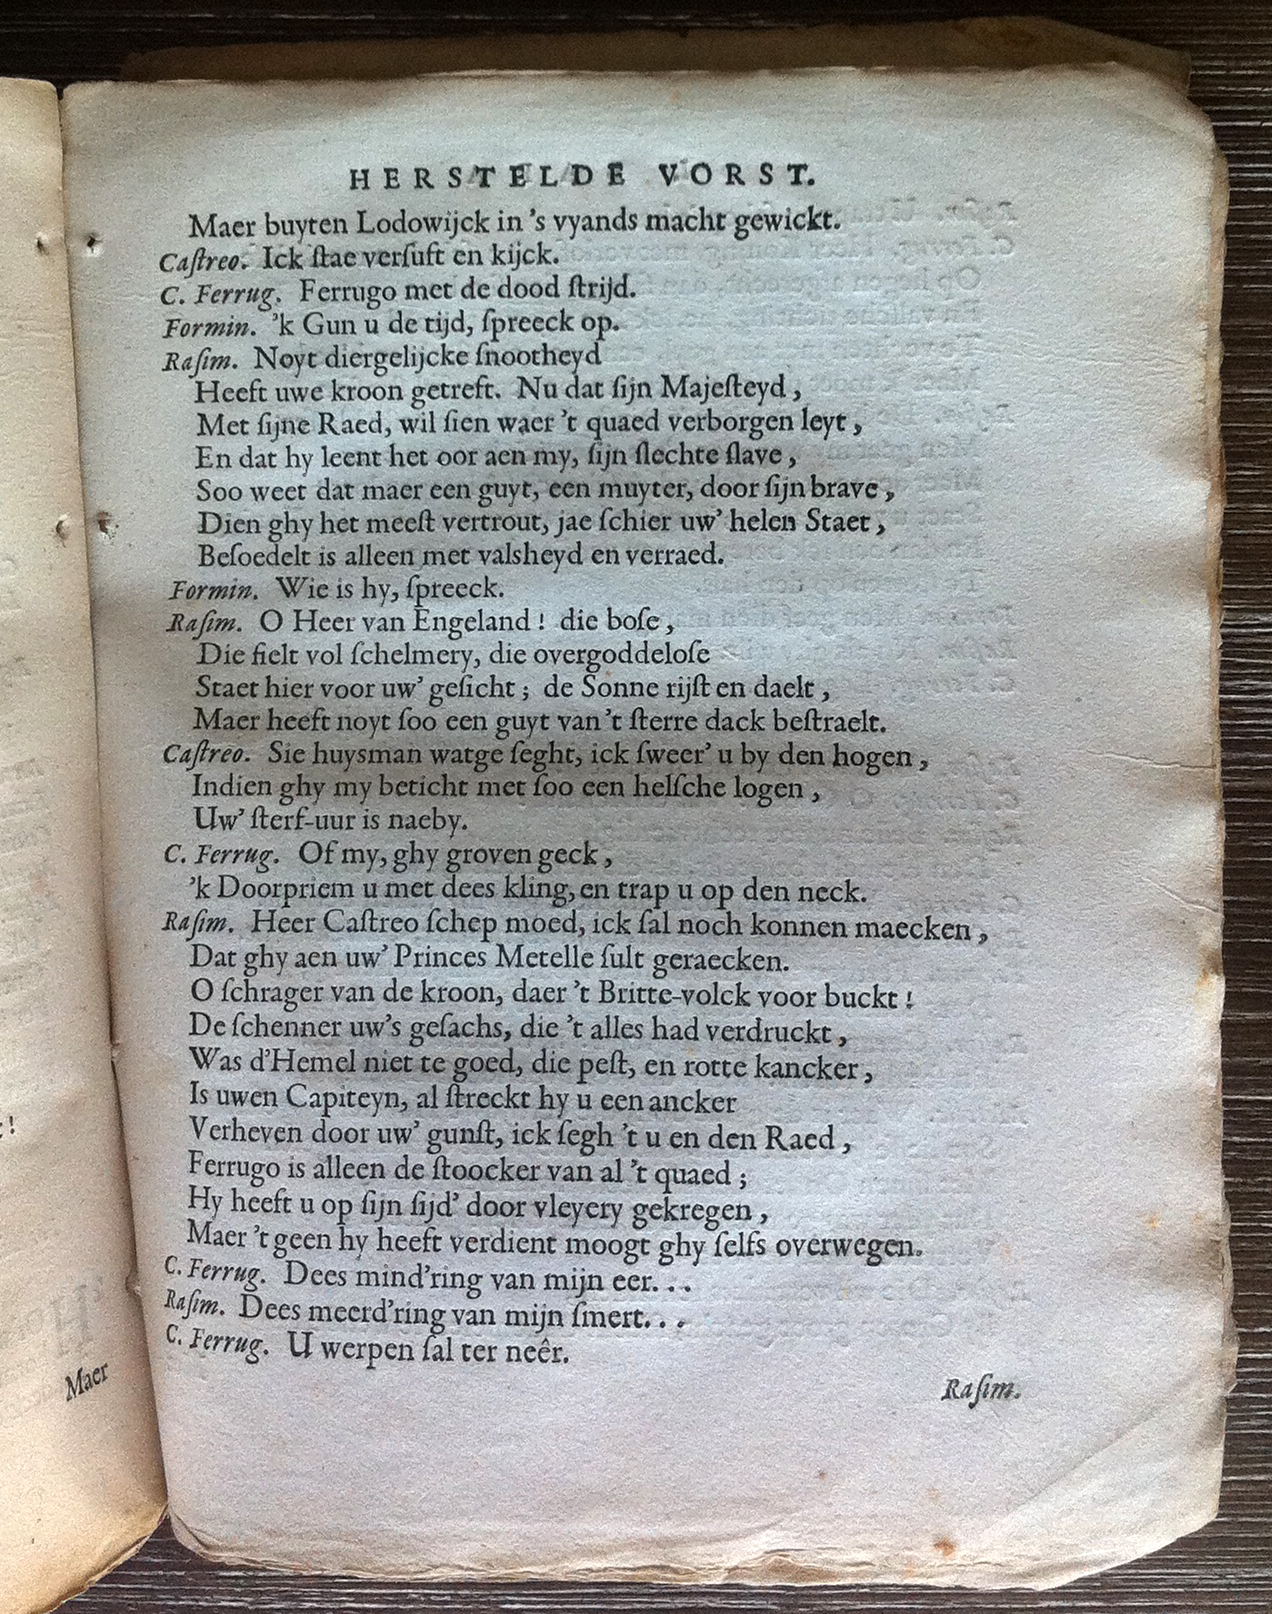 HERSTELDE VORST.
Maer buyten Lodowijck in 's vyands macht gewickt.
Caſtreo. Ick ſtae verſuft en kijck.
C. Ferrug. Ferrugo met de dood ſtrijd.
Formin. 'k Gun u de tijd, ſpreeck op.
Raſim. Noyt diergelijcke ſnootheyd
Heeft uwe kroon getreft. Nu dat ſijn Majeſteyd,
Met ſijne Raed, wil ſien waer 't quaed verborgen leyt,
En dat hy leent het oor aen my, ſijn ſlechte ſlave,
Soo weet dat maer een guyt, een muyter, door ſijn brave,
Dien ghy het meeſt vertrout, jae ſchier uw' helen Staet,
Beſoedelt is alleen met valsheyd en verraed.
Formin. Wie is hy, ſpreeck.
Raſim. O Heer van Engeland! die boſe,
Die fielt vol ſchelmery, die overgoddeloſe
Staet hier voor uw' geſicht; de Sonne rijſt en daelt,
Maer heeft noyt ſoo een guyt van 't ſterre dack beſtraelt.
Caſtreo. Sie huysman watge ſeght, ick ſweer' u by den hogen,
Indien ghy my beticht met ſoo een helſche logen,
Uw' ſterf-uur is naeby.
C. Ferrug. Of my, ghy groven geck,
'k Doorpriem u met dees kling, en trap u op den neck.
Raſim. Heer Caſtreo ſchep moed, ick ſal noch konnen maecken,
Dat ghy aen uw' Princes Metelle ſult geraecken.
O ſchrager van de kroon, daer 't Britte-volck voor buckt!
De ſchenner uw's geſachs, die 't alles had verdruckt,
Was d'Hemel niet te goed, die peſt, en rotte kancker,
Is uwen Capiteyn, al ſtreckt hy u een ancker
Verheven door uw' gunſt, ick ſegh 't u en den Raed,
Ferrugo is alleen de ſtoocker van al 't quaed;
Hy heeft u op ſijn ſijd' door vleyery gekregen,
Maer 't geen hy heeft verdient moogt ghy ſelfs overwegen.
C. Ferrug. Dees mind'ring van mijn eer...
Raſim. Dees meerd'ring van mijn ſmert...
C. Ferrug. U werpen ſal ter neêr.
Raſim.
Maer